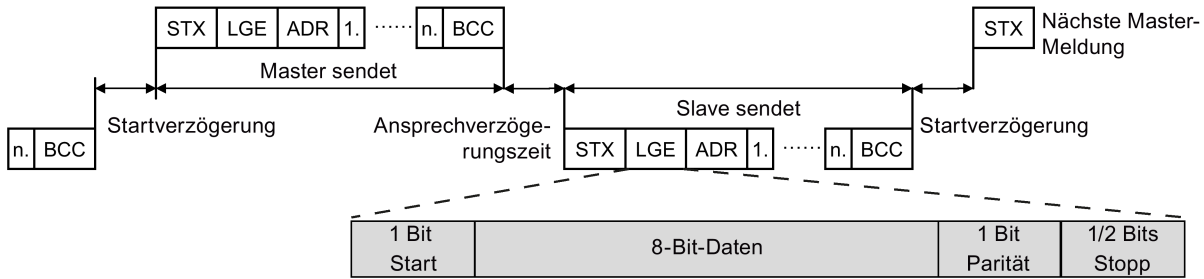 STX LGE ADR 1. ...... n. BCC
STX
Nächste Master-
Meldung
Master sendet
Slave sendet
Startverzögerung
Ansprechverzöge-
rungszeit
Startverzögerung
n. BCC
STX LGE ADR 1. ...... n. BCC
1 Bit
Start
8-Bit-Daten
1 Bit
Parität
1/2 Bits
Stopp